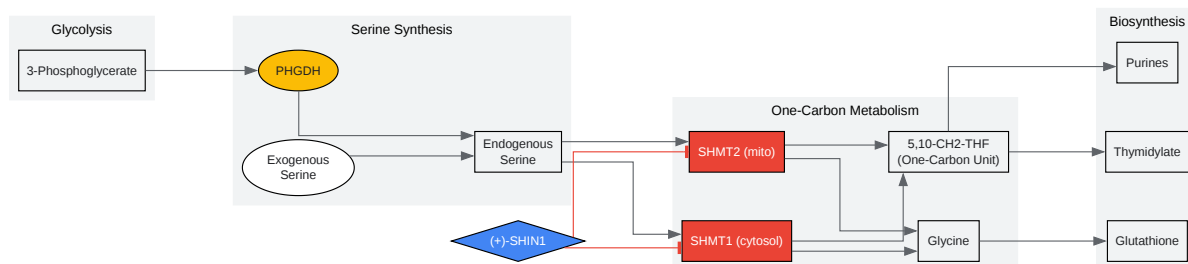 Glycolysis
3-Phosphoglycerate
Serine Synthesis
PHGDH
Exogenous
Serine
Endogenous
Serine
(+)-SHIN1
One-Carbon Metabolism
SHMT2 (mito)
SHMT1 (cytosol)
5,10-CH2-THF
(One-Carbon Unit)
Glycine
Biosynthesis
Purines
Thymidylate
Glutathione